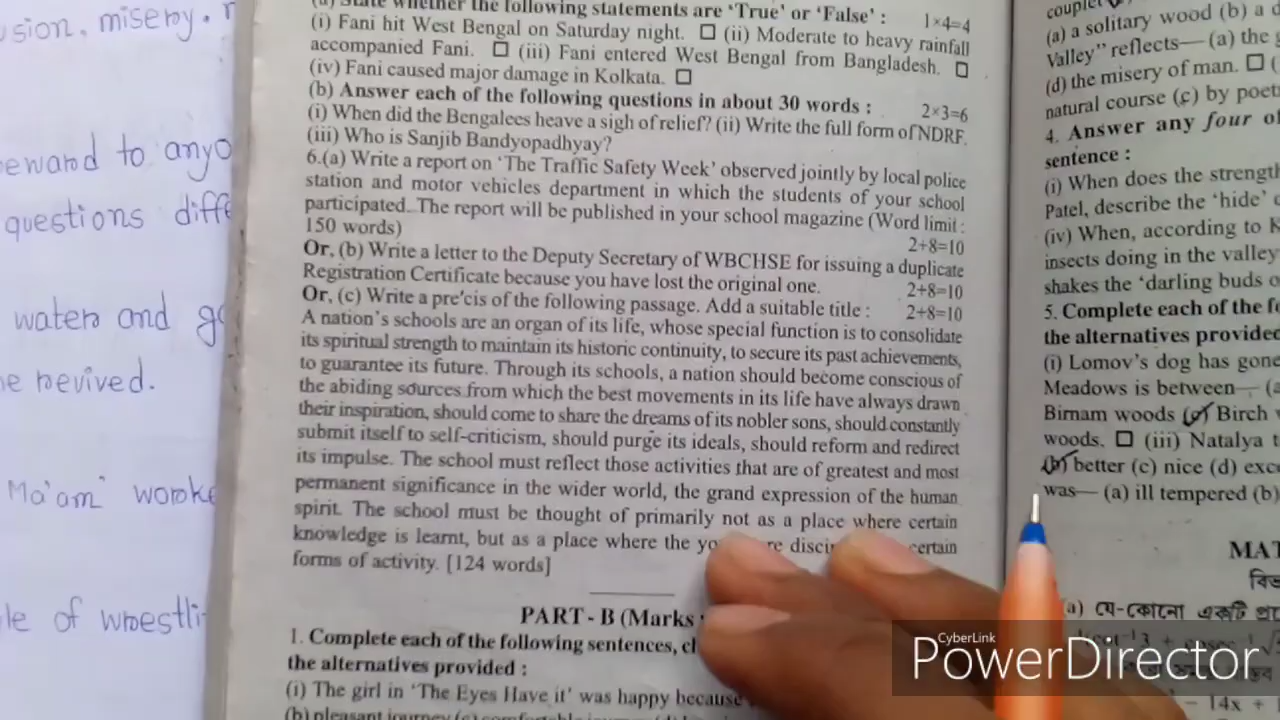 usion, misery.
eward to anyo
questions diffe
water and g
e revived.
'Ma'am' worke
le of wrestli
(a) State whether the following statements are 'True' or 'False' : 1×4=4
(i) Fani hit West Bengal on Saturday night. □ (ii) Moderate to heavy rainfall
accompanied Fani. □ (iii) Fani entered West Bengal from Bangladesh. □
(iv) Fani caused major damage in Kolkata. □
(b) Answer each of the following questions in about 30 words : 2×3=6
(i) When did the Bengalees heave a sigh of relief? (ii) Write the full form of NDRF.
(iii) Who is Sanjib Bandyopadhyay?
6.(a) Write a report on 'The Traffic Safety Week' observed jointly by local police
station and motor vehicles department in which the students of your school
participated. The report will be published in your school magazine (Word limit :
150 words) 2+8=10
Or, (b) Write a letter to the Deputy Secretary of WBCHSE for issuing a duplicate
Registration Certificate because you have lost the original one. 2+8=10
Or, (c) Write a pre'cis of the following passage. Add a suitable title : 2+8=10
A nation's schools are an organ of its life, whose special function is to consolidate
its spiritual strength to maintain its historic continuity, to secure its past achievements,
to guarantee its future. Through its schools, a nation should become conscious of
the abiding sources from which the best movements in its life have always drawn
their inspiration, should come to share the dreams of its nobler sons, should constantly
submit itself to self-criticism, should purge its ideals, should reform and redirect
its impulse. The school must reflect those activities that are of greatest and most
permanent significance in the wider world, the grand expression of the human
spirit. The school must be thought of primarily not as a place where certain
knowledge is learnt, but as a place where the yo re discip certain
forms of activity. [124 words]
PART - B (Marks
1. Complete each of the following sentences, ch
the alternatives provided :
(i) The girl in 'The Eyes Have it' was happy because
(b) pleasant journey (c) comfortable journey
couplet
(a) a solitary wood (b) a d
Valley" reflects— (a) the g
(d) the misery of man. □ (
natural course (c) by poet
4. Answer any four of
sentence :
(i) When does the strength
Patel, describe the 'hide'
(iv) When, according to K
insects doing in the valley
shakes the 'darling buds o
5. Complete each of the fo
the alternatives provided
(i) Lomov's dog has gone
Meadows is between— (a
Birnam woods (c) Birch
woods. □ (iii) Natalya
(b) better (c) nice (d) exc
was— (a) ill tempered (b)
MAT
(a) যে-কোনো একটি
- 14x +
CyberLink
PowerDirector